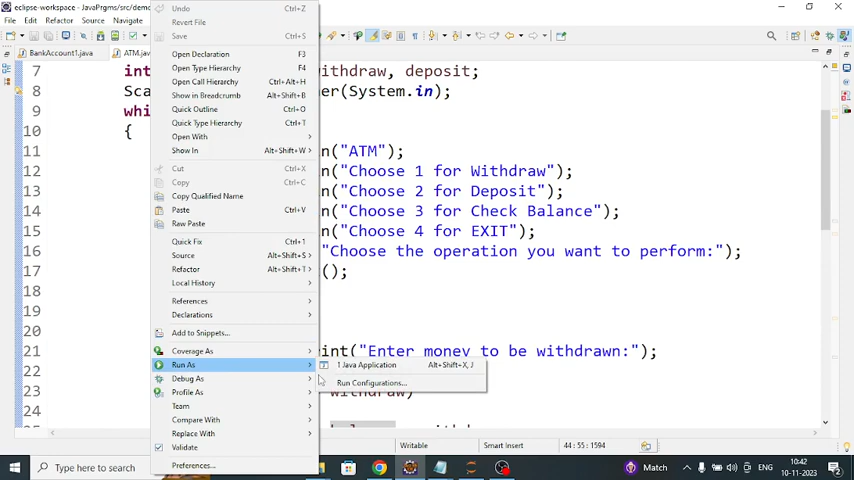 eclipse-workspace - JavaPrgms/src/demo
File Edit Refactor Source Navigate
BankAccount1.java
ATM.jav
Undo Ctrl+Z
Revert File
Save Ctrl+S
Open Declaration F3
Open Type Hierarchy F4
Open Call Hierarchy Ctrl+Alt+H
Show in Breadcrumb Alt+Shift+B
Quick Outline Ctrl+O
Quick Type Hierarchy Ctrl+T
Open With
Show In Alt+Shift+W
Cut Ctrl+X
Copy Ctrl+C
Copy Qualified Name
Paste Ctrl+V
Raw Paste
Quick Fix Ctrl+1
Source Alt+Shift+S
Refactor Alt+Shift+T
Local History
References
Declarations
Add to Snippets...
Coverage As
Run As
Debug As
Profile As
Team
Compare With
Replace With
Validate
Preferences...
1 Java Application Alt+Shift+X, J
Run Configurations...
7 int withdraw, deposit;
8 Sca er(System.in);
9 whi
10 {
11 n("ATM");
12 n("Choose 1 for Withdraw");
13 n("Choose 2 for Deposit");
14 n("Choose 3 for Check Balance");
15 n("Choose 4 for EXIT");
16 "Choose the operation you want to perform:");
17 ();
18
19
20
21 int("Enter money to be withdrawn:");
22
23 withdraw)
24
25
Writable Smart Insert 44 : 55 : 1594
Type here to search
Match
ENG
10:42
10-11-2023